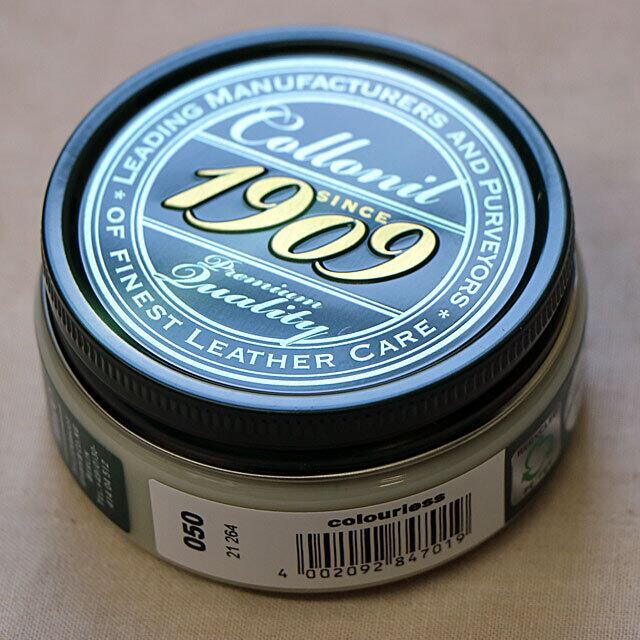 * LEADING MANUFACTURERS AND PURVEYORS *
OF FINEST LEATHER CARE
Collonil
SINCE
1909
Premium
Quality
050
21 264
colourless
4 002092 847019